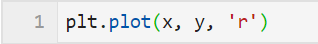 1 plt.plot(x, y, 'r')